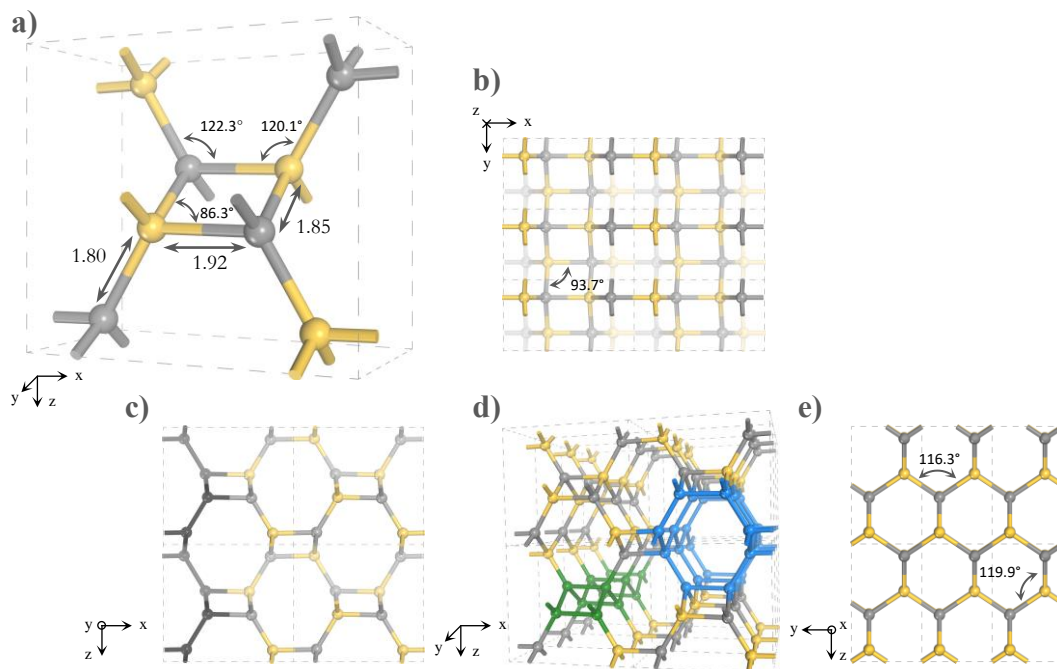 a)
122.3°
120.1°
86.3°
1.80
1.92
1.85
y
x
z
b)
z
x
y
93.7°
c)
y
x
z
d)
y
x
z
e)
116.3°
119.9°
y
x
z